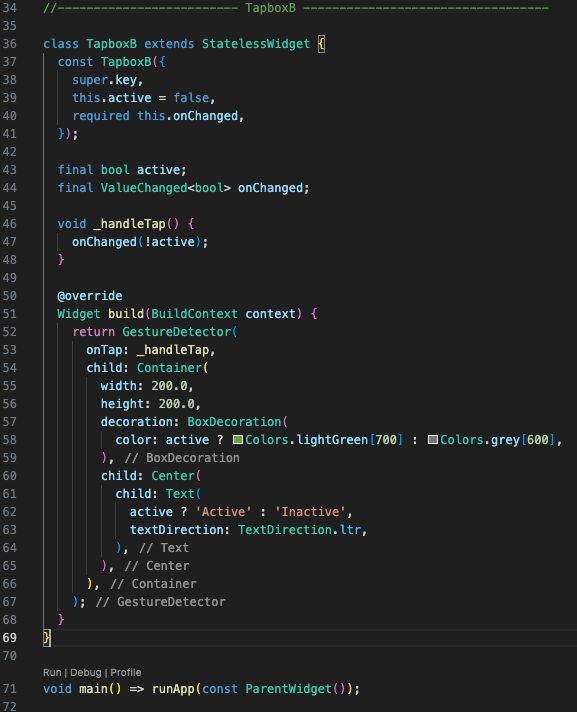 34 //------------------------- TapboxB ----------------------------------
35
36 class TapboxB extends StatelessWidget {
37   const TapboxB({
38     super.key,
39     this.active = false,
40     required this.onChanged,
41   });
42
43   final bool active;
44   final ValueChanged<bool> onChanged;
45
46   void _handleTap() {
47     onChanged(!active);
48   }
49
50   @override
51   Widget build(BuildContext context) {
52     return GestureDetector(
53       onTap: _handleTap,
54       child: Container(
55         width: 200.0,
56         height: 200.0,
57         decoration: BoxDecoration(
58           color: active ? Colors.lightGreen[700] : Colors.grey[600],
59         ), // BoxDecoration
60         child: Center(
61           child: Text(
62             active ? 'Active' : 'Inactive',
63             textDirection: TextDirection.ltr,
64           ), // Text
65         ), // Center
66       ), // Container
67     ); // GestureDetector
68   }
69 }
70
Run | Debug | Profile
71 void main() => runApp(const ParentWidget());
72